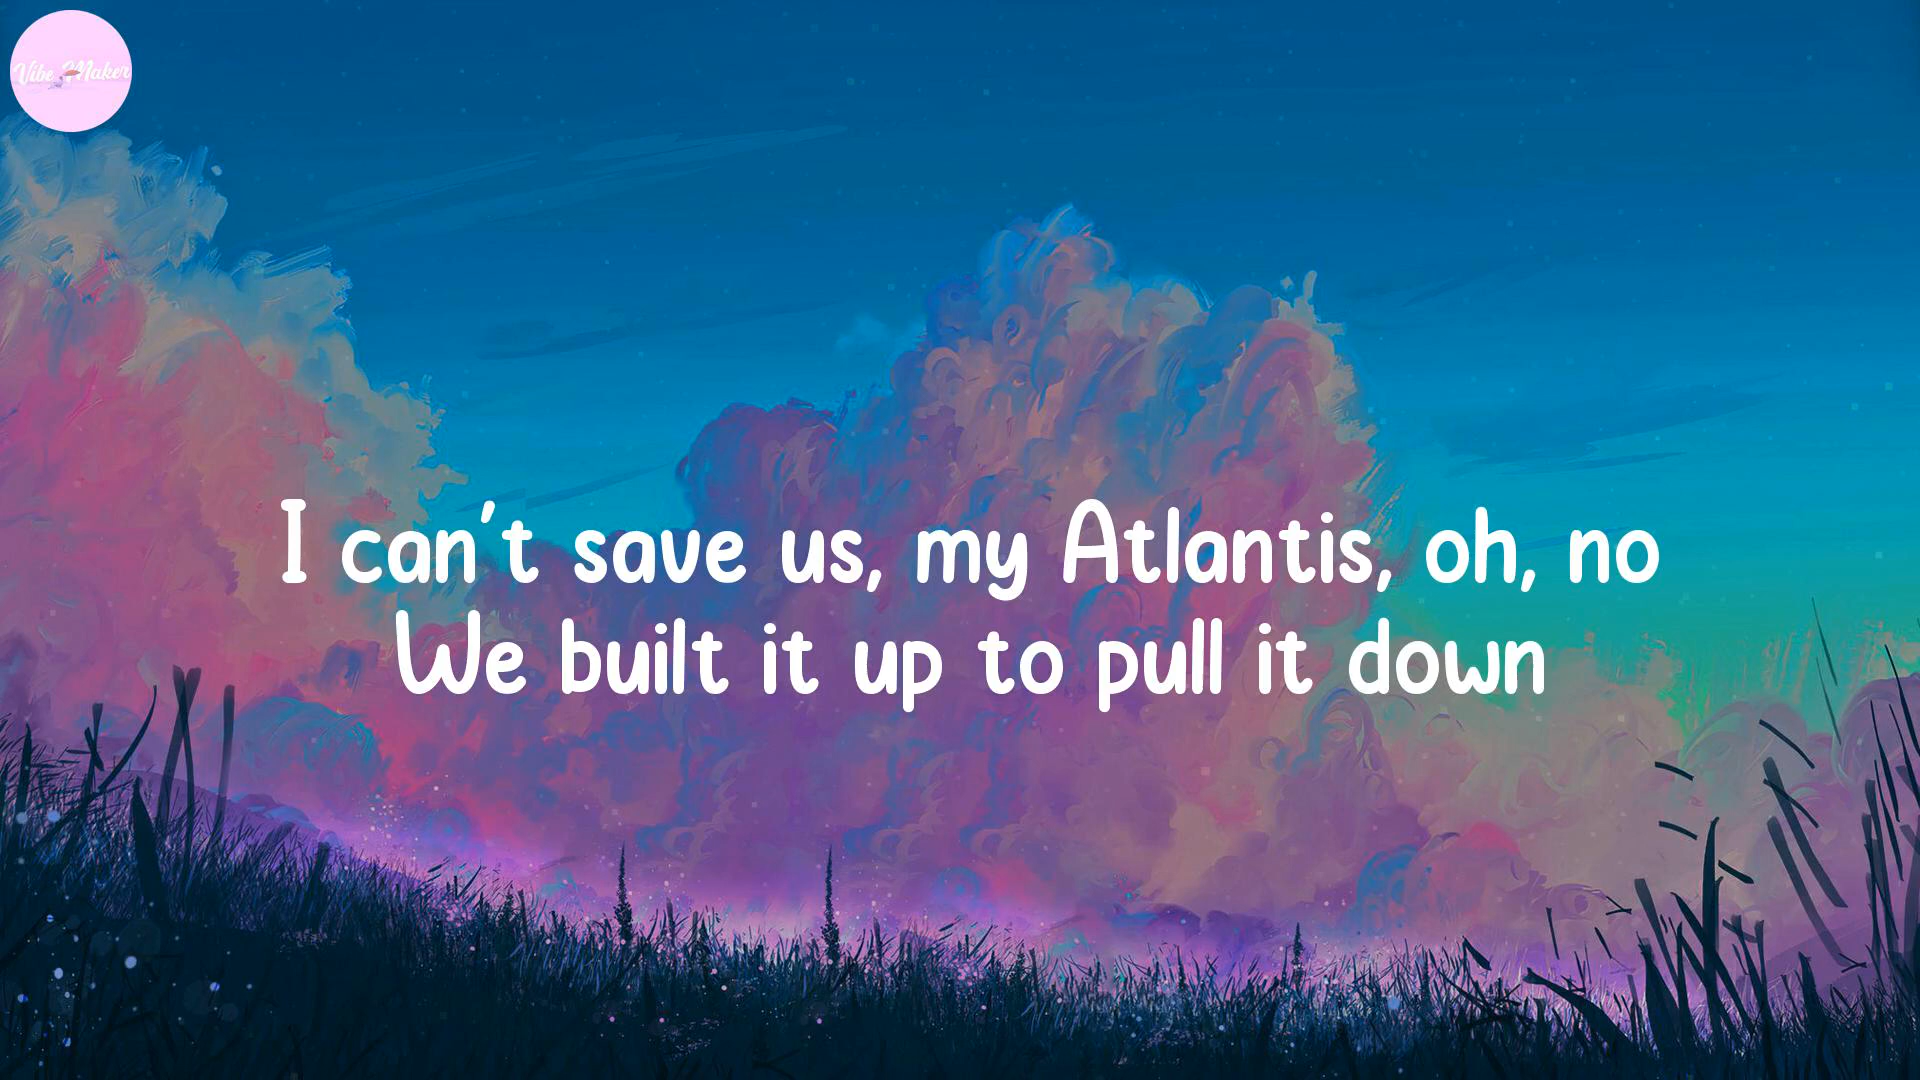 Vibe Maker
I can't save us, my Atlantis, oh, no
We built it up to pull it down